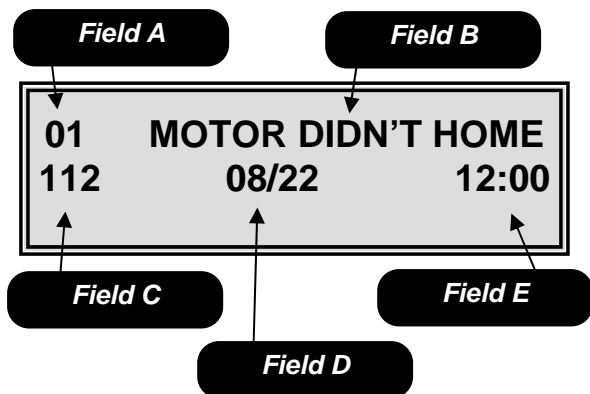 Field A Field B
01 MOTOR DIDN’T HOME
112 08/22 12:00
Field C Field E
Field D